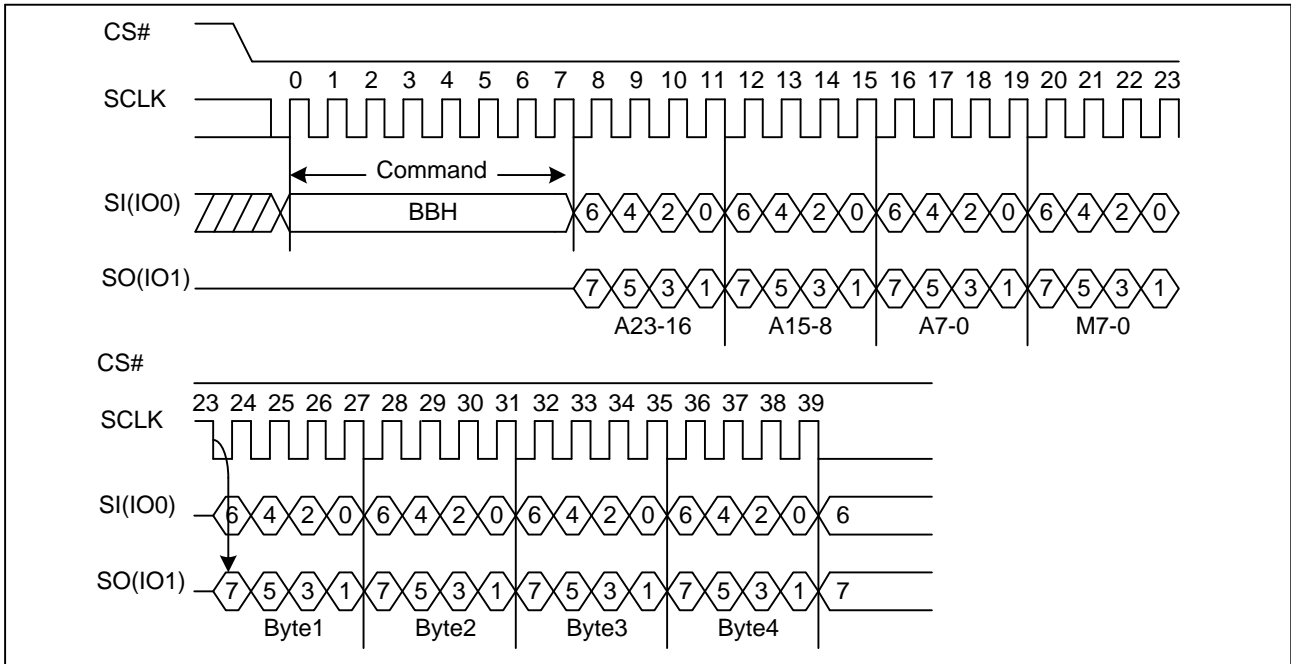 CS#
0 1 2 3 4 5 6 7 8 9 10 11 12 13 14 15 16 17 18 19 20 21 22 23
SCLK
Command
SI(IO0) BBH 6 4 2 0 6 4 2 0 6 4 2 0 6 4 2 0
SO(IO1) 7 5 3 1 7 5 3 1 7 5 3 1 7 5 3 1
A23-16 A15-8 A7-0 M7-0
CS#
23 24 25 26 27 28 29 30 31 32 33 34 35 36 37 38 39
SCLK
SI(IO0) 6 4 2 0 6 4 2 0 6 4 2 0 6 4 2 0 6
SO(IO1) 7 5 3 1 7 5 3 1 7 5 3 1 7 5 3 1 7
Byte1 Byte2 Byte3 Byte4